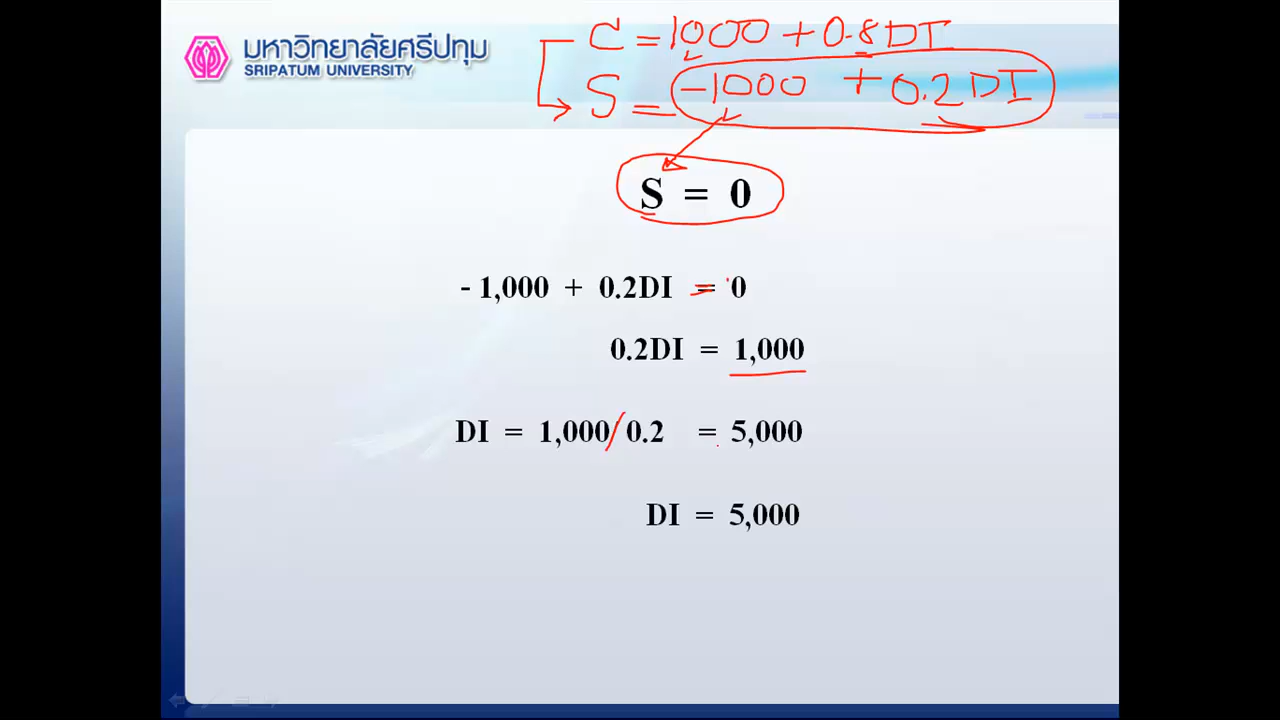 มหาวิทยาลัยศรีปทุม
SRIPATUM UNIVERSITY
C = 1000 + 0.8DI
S = -1000 + 0.2DI
S = 0
- 1,000 + 0.2DI = 0
0.2DI = 1,000
DI = 1,000/0.2 = 5,000
DI = 5,000